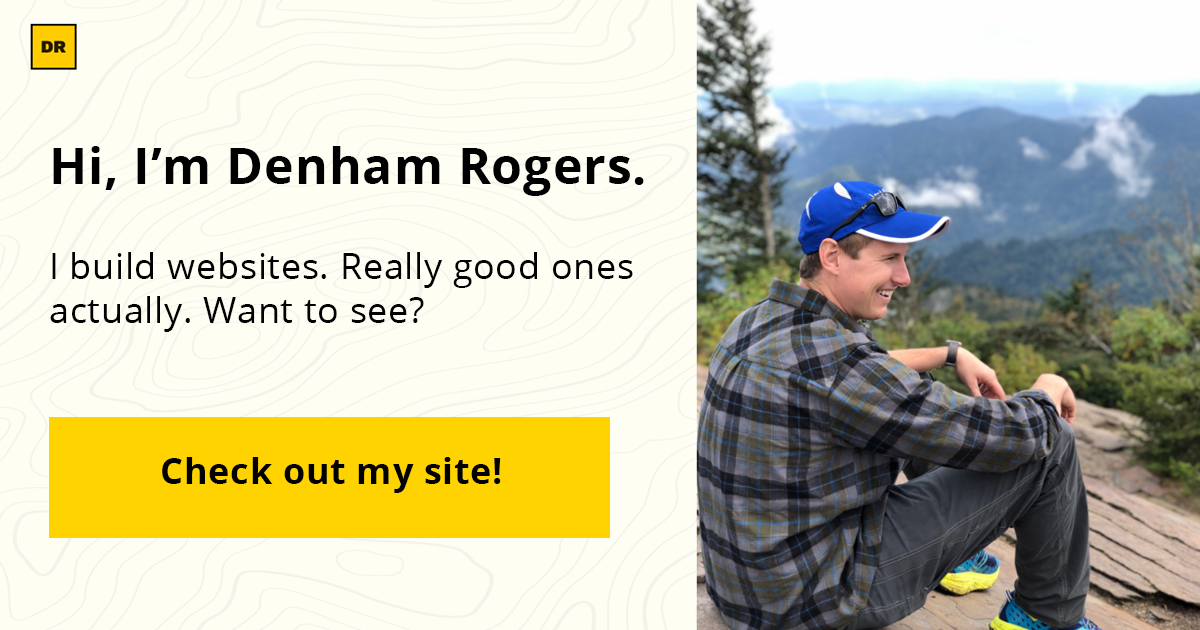 DR
Hi, I’m Denham Rogers.
I build websites. Really good ones
actually. Want to see?
Check out my site!